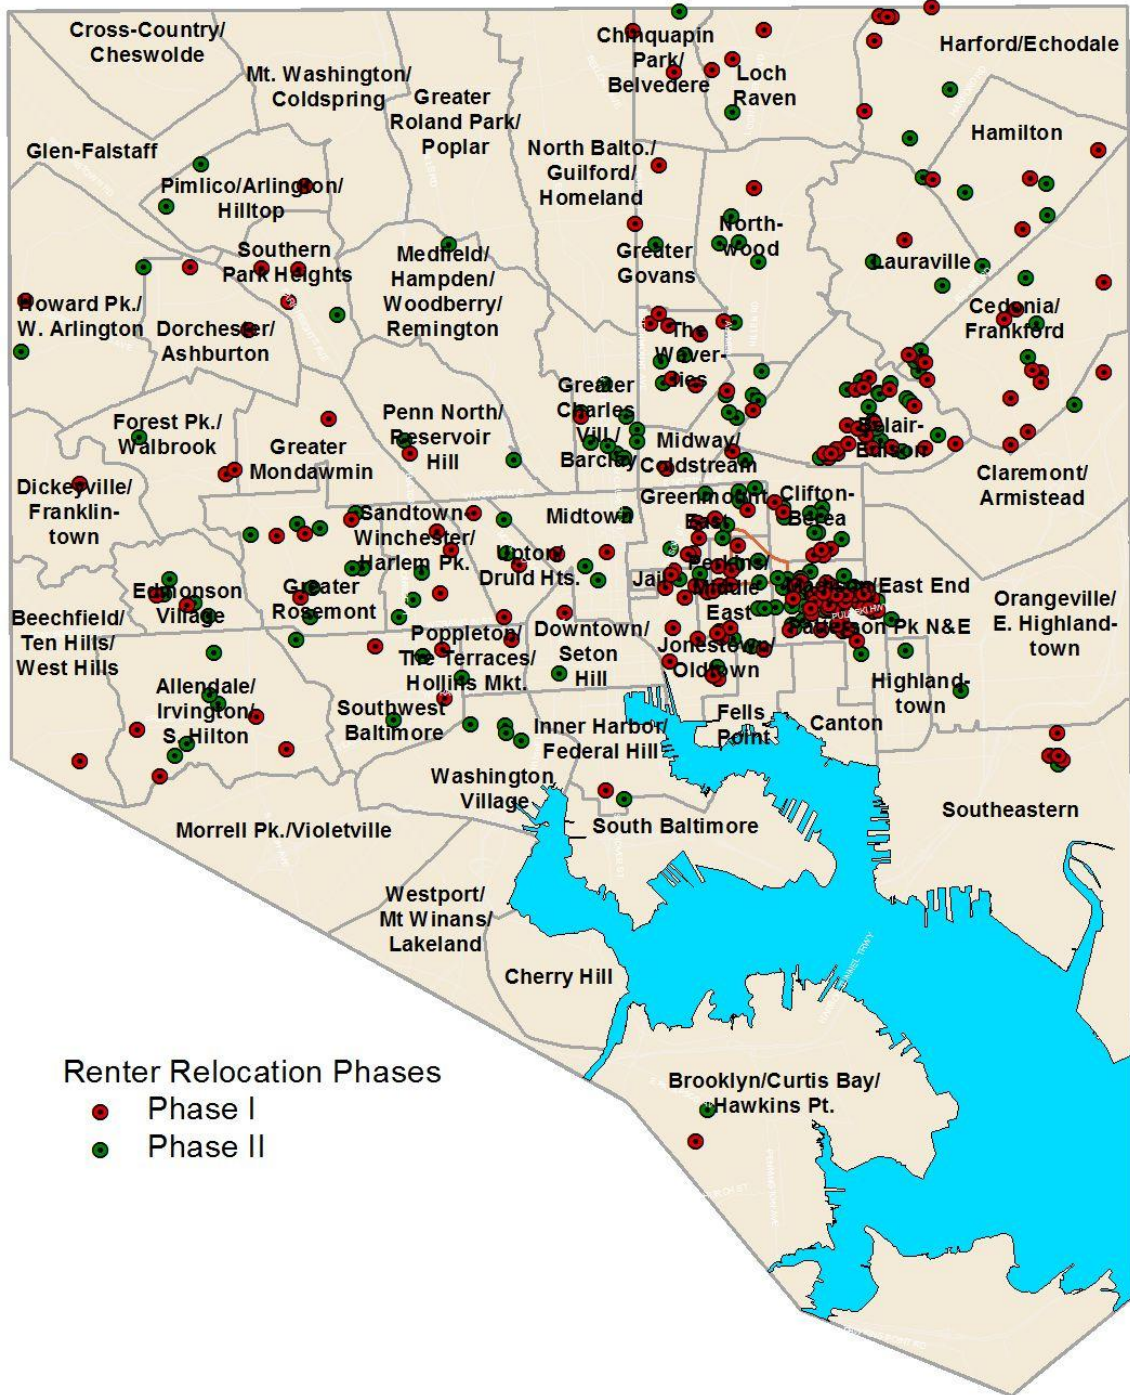 Cross-Country/
Cheswolde
Mt. Washington/
Coldspring
Greater
Roland Park/
Poplar
Chinquapin
Park/
Belvedere
Loch
Raven
Harford/Echodale
Hamilton
Glen-Falstaff
Pimlico/Arlington/
Hilltop
North Balto./
Guilford/
Homeland
Southern
Park Heights
Medfield/
Hampden/
Woodberry/
Remington
Greater
Govans
North-
wood
Lauraville
Howard Pk./
W. Arlington
Dorchester/
Ashburton
The
Waver-
lies
Cedonia/
Frankford
Forest Pk./
Walbrook
Greater
Mondawmin
Penn North/
Reservoir
Hill
Greater
Charles
Vill./
Barclay
Midway/
Coldstream
Belair-
Edison
Claremont/
Armistead
Dickeyville/
Franklin-
town
Sandtown-
Winchester/
Harlem Pk.
Upton/
Druid Hts.
Midtown
Greenmount
East
Clifton-
Berea
Jail
Perkins/
Middle
East
Madison/East End
PULASKI HW
Patterson Pk N&E
Orangeville/
E. Highland-
town
Edmonson
Village
Greater
Rosemont
Beechfield/
Ten Hills/
West Hills
Poppleton/
The Terraces/
Hollins Mkt.
Downtown/
Seton
Hill
Jonestown/
Oldtown
Highland-
town
Allendale/
Irvington/
S. Hilton
Southwest
Baltimore
Inner Harbor/
Federal Hill
Fells
Point
Canton
Washington
Village
Southeastern
Morrell Pk./Violetville
South Baltimore
Westport/
Mt Winans/
Lakeland
Cherry Hill
Brooklyn/Curtis Bay/
Hawkins Pt.
Renter Relocation Phases
Phase I
Phase II